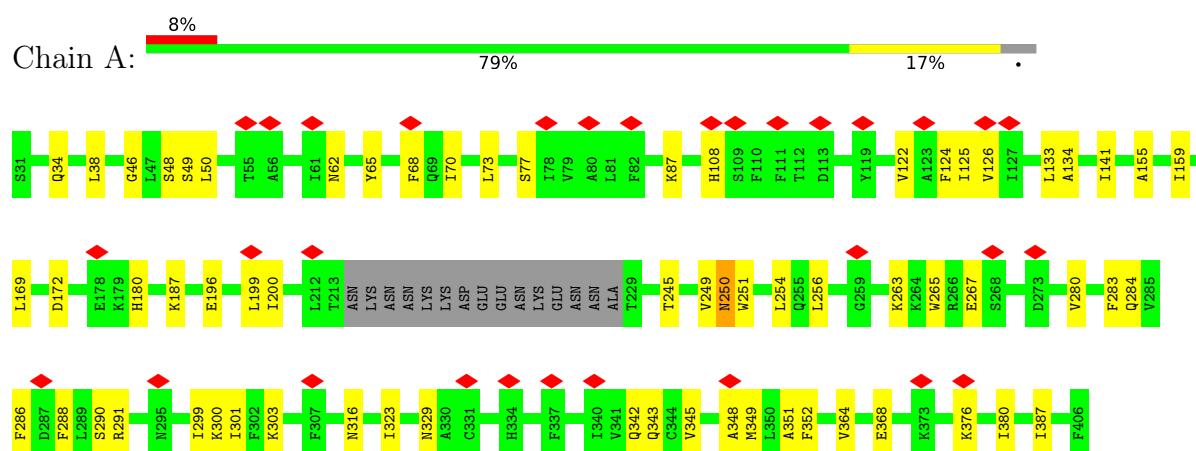 8%
Chain A:
79% 17% •
S31 Q34 L38 G46 L47 S48 S49 L50 T55 A56 I61 N62 Y65 F68 Q69 I70 L73 S77 I78 V79 A80 L81 F82 K87 H108 S109 F110 F111 T112 D113 Y119 V122 A123 F124 I125 V126 I127 L133 A134 I141 A155 I159
L169 D172 E178 K179 H180 K187 E196 L199 I200 L212 T213 ASN LYS ASN ASN LYS LYS ASP GLU GLU ASN LYS GLU ASN ASN ALA T229 T245 V249 N250 W251 L254 Q255 L256 G259 K263 K264 W265 R266 E267 S268 D273 V280 F283 Q284 V285
F286 D287 F288 L289 S290 R291 N295 I299 K300 I301 F302 K303 F307 N316 I323 N329 A330 C331 H334 F337 I340 V341 Q342 Q343 C344 V345 A348 M349 L350 A351 F352 V364 E368 K373 K376 I380 I387 F406